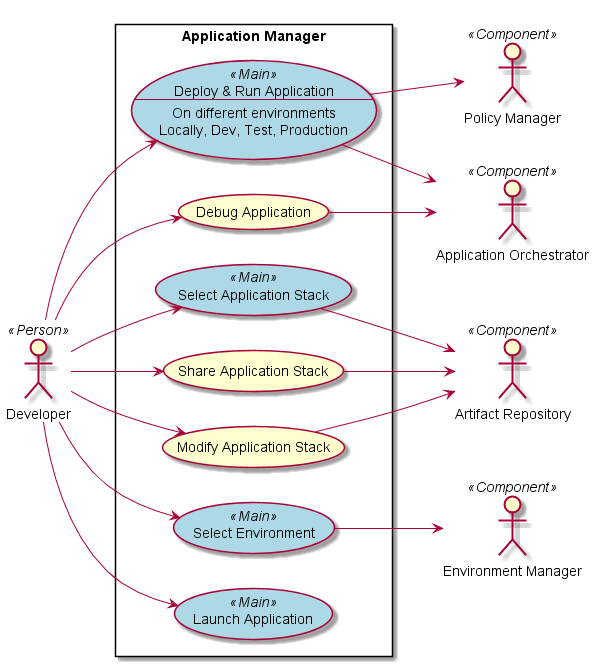 Application Manager
«Main»
Deploy & Run Application
On different environments
Locally, Dev, Test, Production
Debug Application
«Main»
Select Application Stack
Share Application Stack
Modify Application Stack
«Main»
Select Environment
«Main»
Launch Application
«Person»
Developer
«Component»
Policy Manager
«Component»
Application Orchestrator
«Component»
Artifact Repository
«Component»
Environment Manager